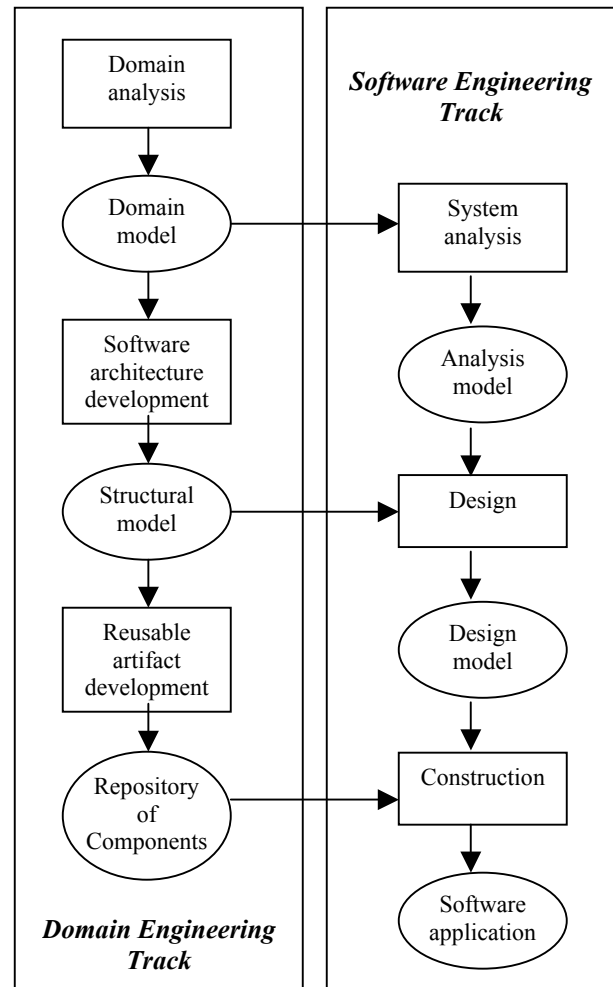 Domain
analysis
Domain
model
Software
architecture
development
Structural
model
Reusable
artifact
development
Repository
of
Components
Domain Engineering
Track
Software Engineering
Track
System
analysis
Analysis
model
Design
Design
model
Construction
Software
application